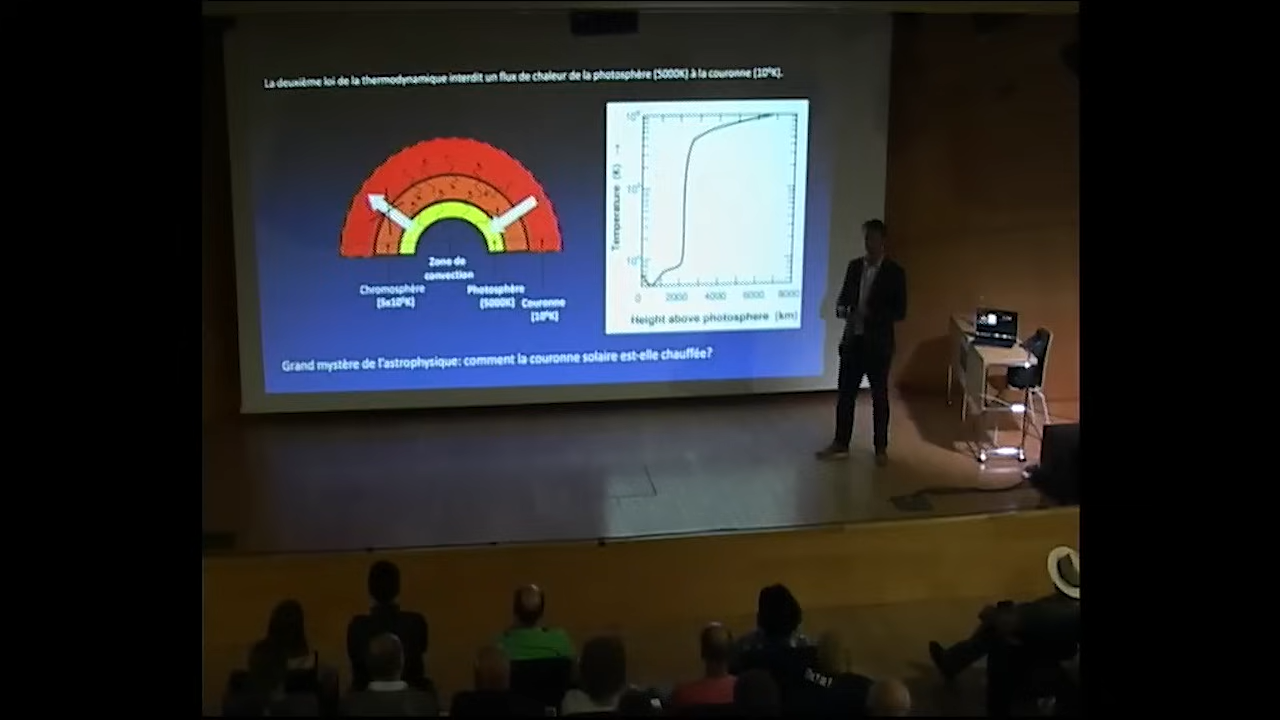 La deuxième loi de la thermodynamique interdit un flux de chaleur de la photosphère (5000K) à la couronne (10⁶K).
Zone de
convection
Chromosphère
Photosphère
(5000K)
Couronne
(10⁶K)
Temperature (K) →
0 2000 4000 6000 8000
Height above photosphere (km)
Grand mystère de l'astrophysique: comment la couronne solaire est-elle chauffée?